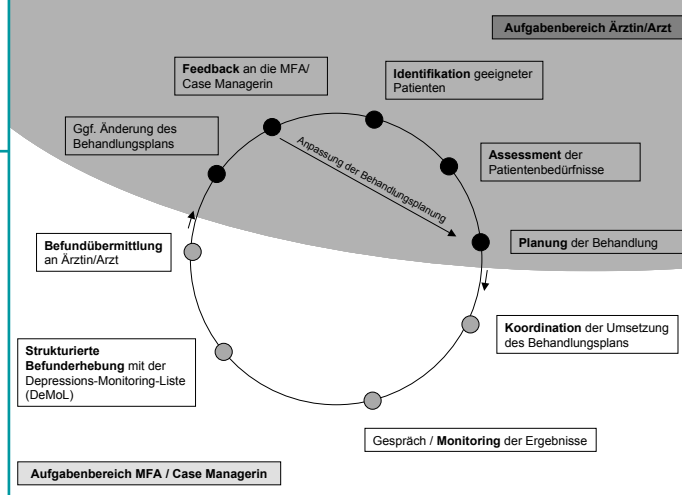 Aufgabenbereich Ärztin/Arzt
Feedback an die MFA/
Case Managerin
Identifikation geeigneter
Patienten
Ggf. Änderung des
Behandlungsplans
Anpassung der Behandlungsplanung
Assessment der
Patientenbedürfnisse
Befundübermittlung
an Ärztin/Arzt
Planung der Behandlung
Strukturierte
Befunderhebung mit der
Depressions-Monitoring-Liste
(DeMoL)
Koordination der Umsetzung
des Behandlungsplans
Gespräch / Monitoring der Ergebnisse
Aufgabenbereich MFA / Case Managerin